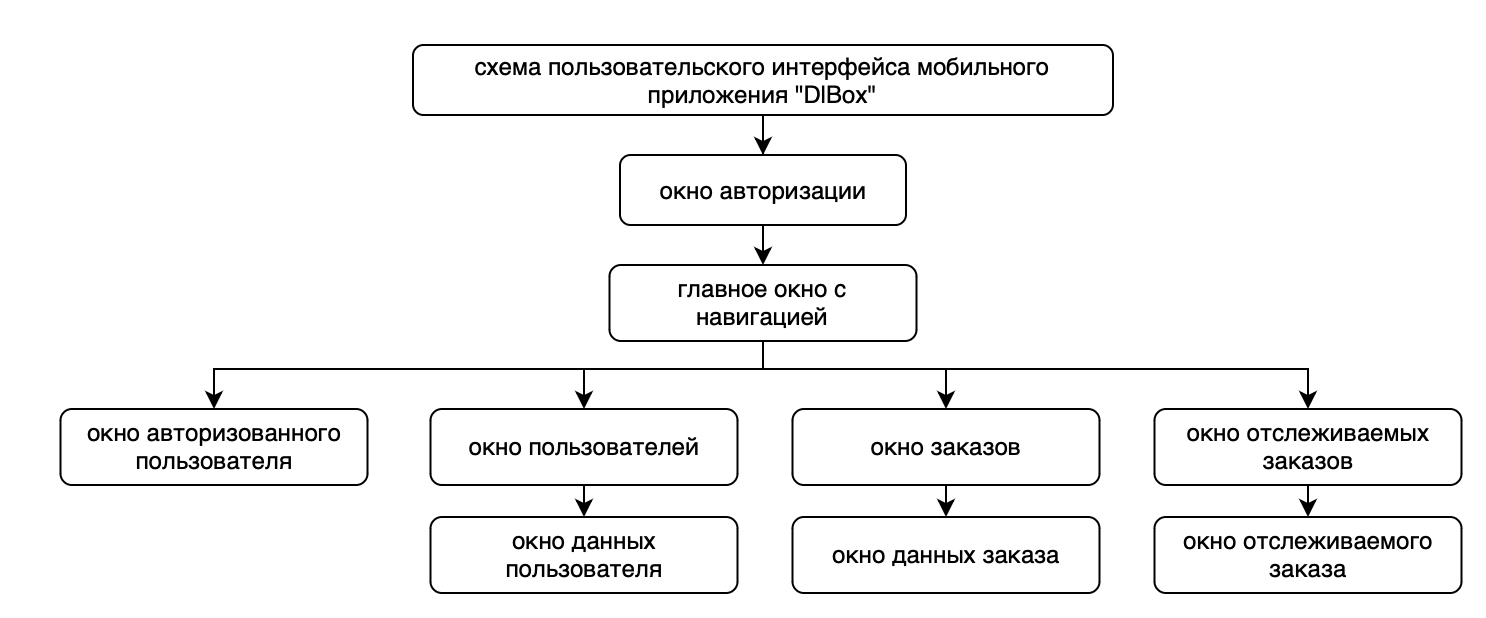 схема пользовательского интерфейса мобильного
приложения "DlBox"
окно авторизации
главное окно с
навигацией
окно авторизованного
пользователя
окно пользователей
окно заказов
окно отслеживаемых
заказов
окно данных
пользователя
окно данных заказа
окно отслеживаемого
заказа